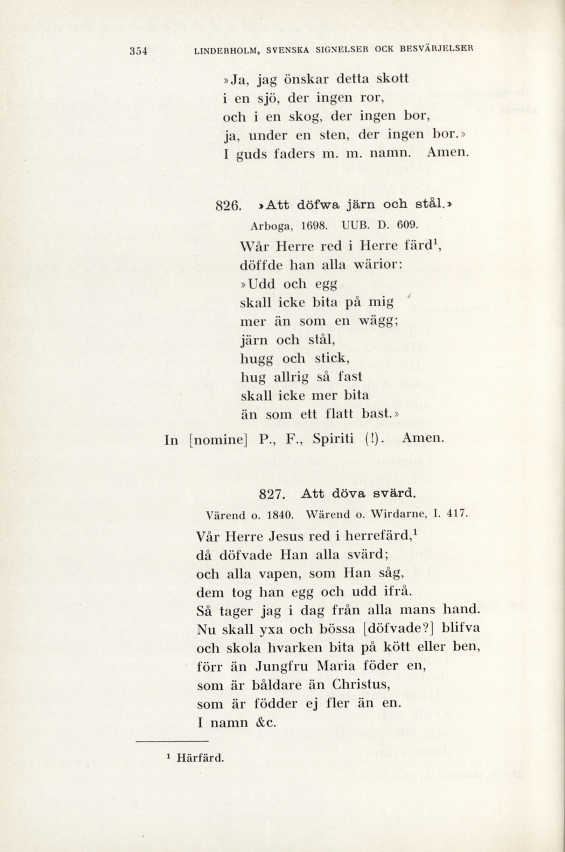 354 LINDERHOLM, SVENSKA SIGNELSER OCK BESVÄRJELSER
»Ja, jag önskar detta skott
i en sjö, der ingen ror,
och i en skog, der ingen bor,
ja, under en sten, der ingen bor.»
I guds faders m. m. namn. Amen.
826. »Att döfwa järn och stål.»
Arboga, 1698. UUB. D. 609.
Wår Herre red i Herre färd¹,
döffde han alla wärior:
»Udd och egg
skall icke bita på mig
mer än som en wägg;
järn och stål,
hugg och stick,
hug allrig så fast
skall icke mer bita
än som ett flatt bast.»
In [nomine] P., F., Spiriti (!). Amen.
827. Att döva svärd.
Värend o. 1840. Wärend o. Wirdarne, I. 417.
Vår Herre Jesus red i herrefärd,¹
då döfvade Han alla svärd;
och alla vapen, som Han såg,
dem tog han egg och udd ifrå.
Så tager jag i dag från alla mans hand.
Nu skall yxa och bössa [döfvade?] blifva
och skola hvarken bita på kött eller ben,
förr än Jungfru Maria föder en,
som är båldare än Christus,
som är födder ej fler än en.
I namn &c.
¹ Härfärd.